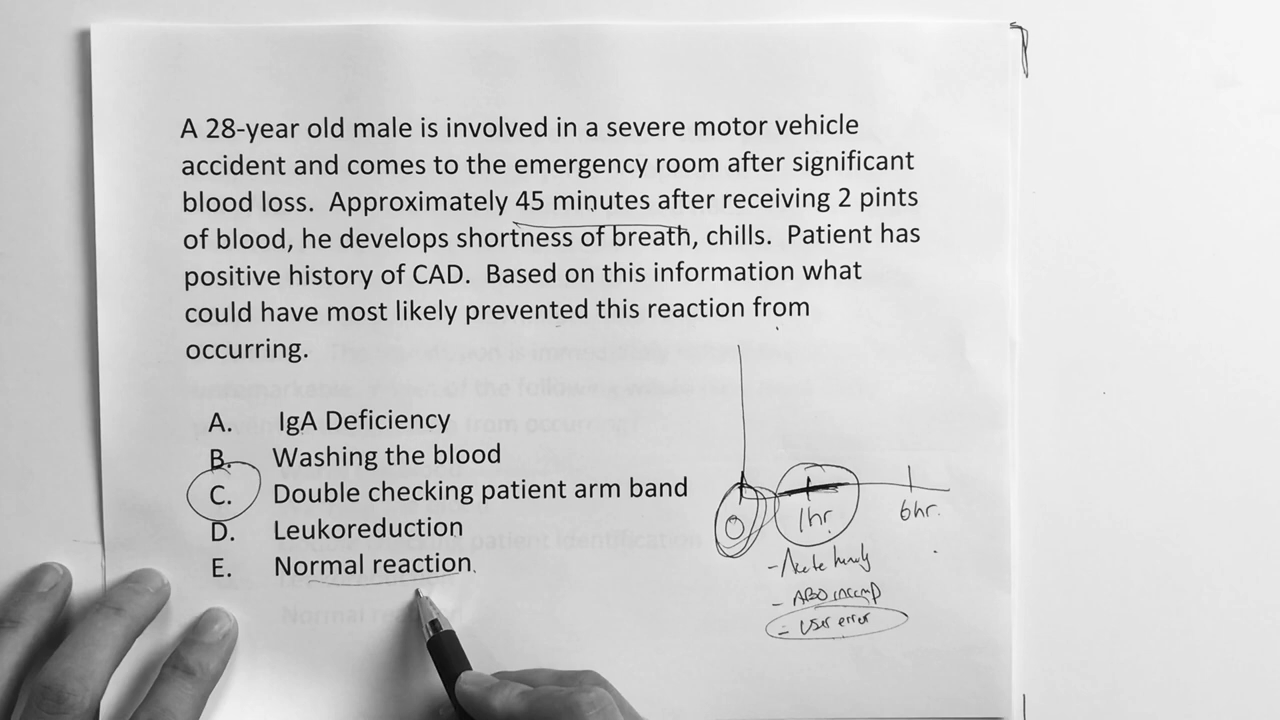 A 28-year old male is involved in a severe motor vehicle
accident and comes to the emergency room after significant
blood loss. Approximately 45 minutes after receiving 2 pints
of blood, he develops shortness of breath, chills. Patient has
positive history of CAD. Based on this information what
could have most likely prevented this reaction from
occurring.
A. IgA Deficiency
B. Washing the blood
C. Double checking patient arm band
D. Leukoreduction
E. Normal reaction.
0
1hr
6hr.
- Acute
- ABO incomp
- User error